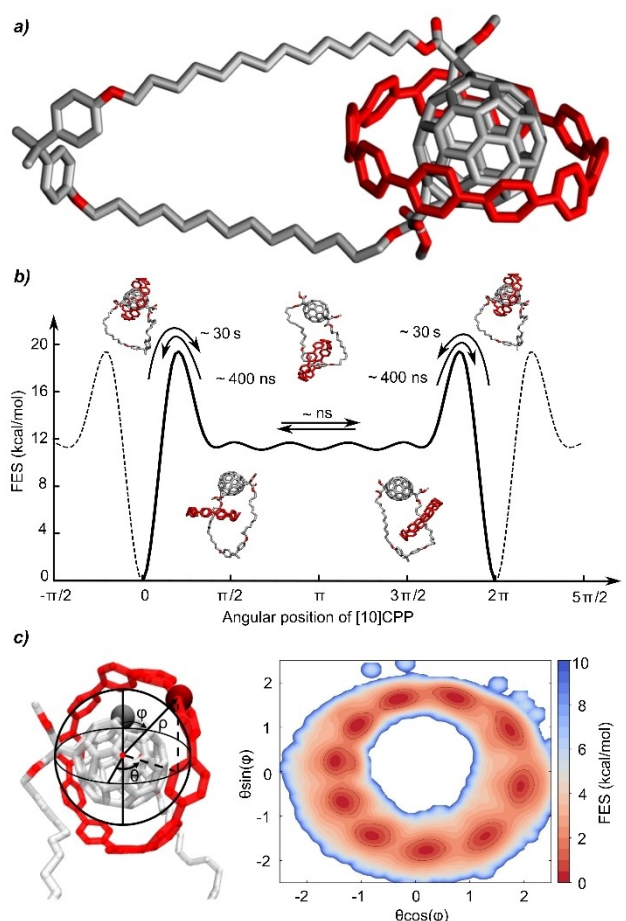 a)
b)
FES (kcal/mol)
20
16
12
8
4
0
~ 30 s
~ 400 ns
~ ns
~ 30 s
~ 400 ns
-π/2
0
π/2
π
3π/2
2π
5π/2
Angular position of [10]CPP
c)
φ
ρ
θ
θsin(φ)
2
1
0
-1
-2
-2
-1
0
1
2
θcos(φ)
10
8
6
4
2
0
FES (kcal/mol)